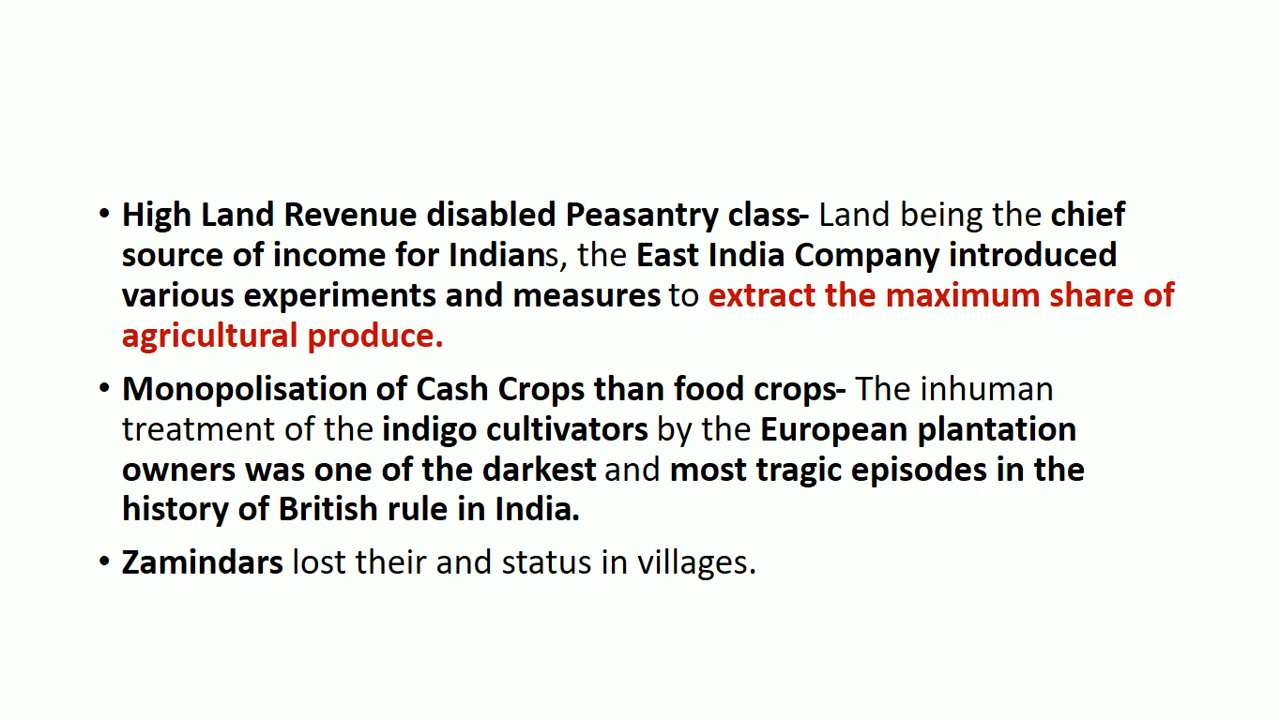 • High Land Revenue disabled Peasantry class- Land being the chief
source of income for Indians, the East India Company introduced
various experiments and measures to extract the maximum share of
agricultural produce.
• Monopolisation of Cash Crops than food crops- The inhuman
treatment of the indigo cultivators by the European plantation
owners was one of the darkest and most tragic episodes in the
history of British rule in India.
• Zamindars lost their and status in villages.